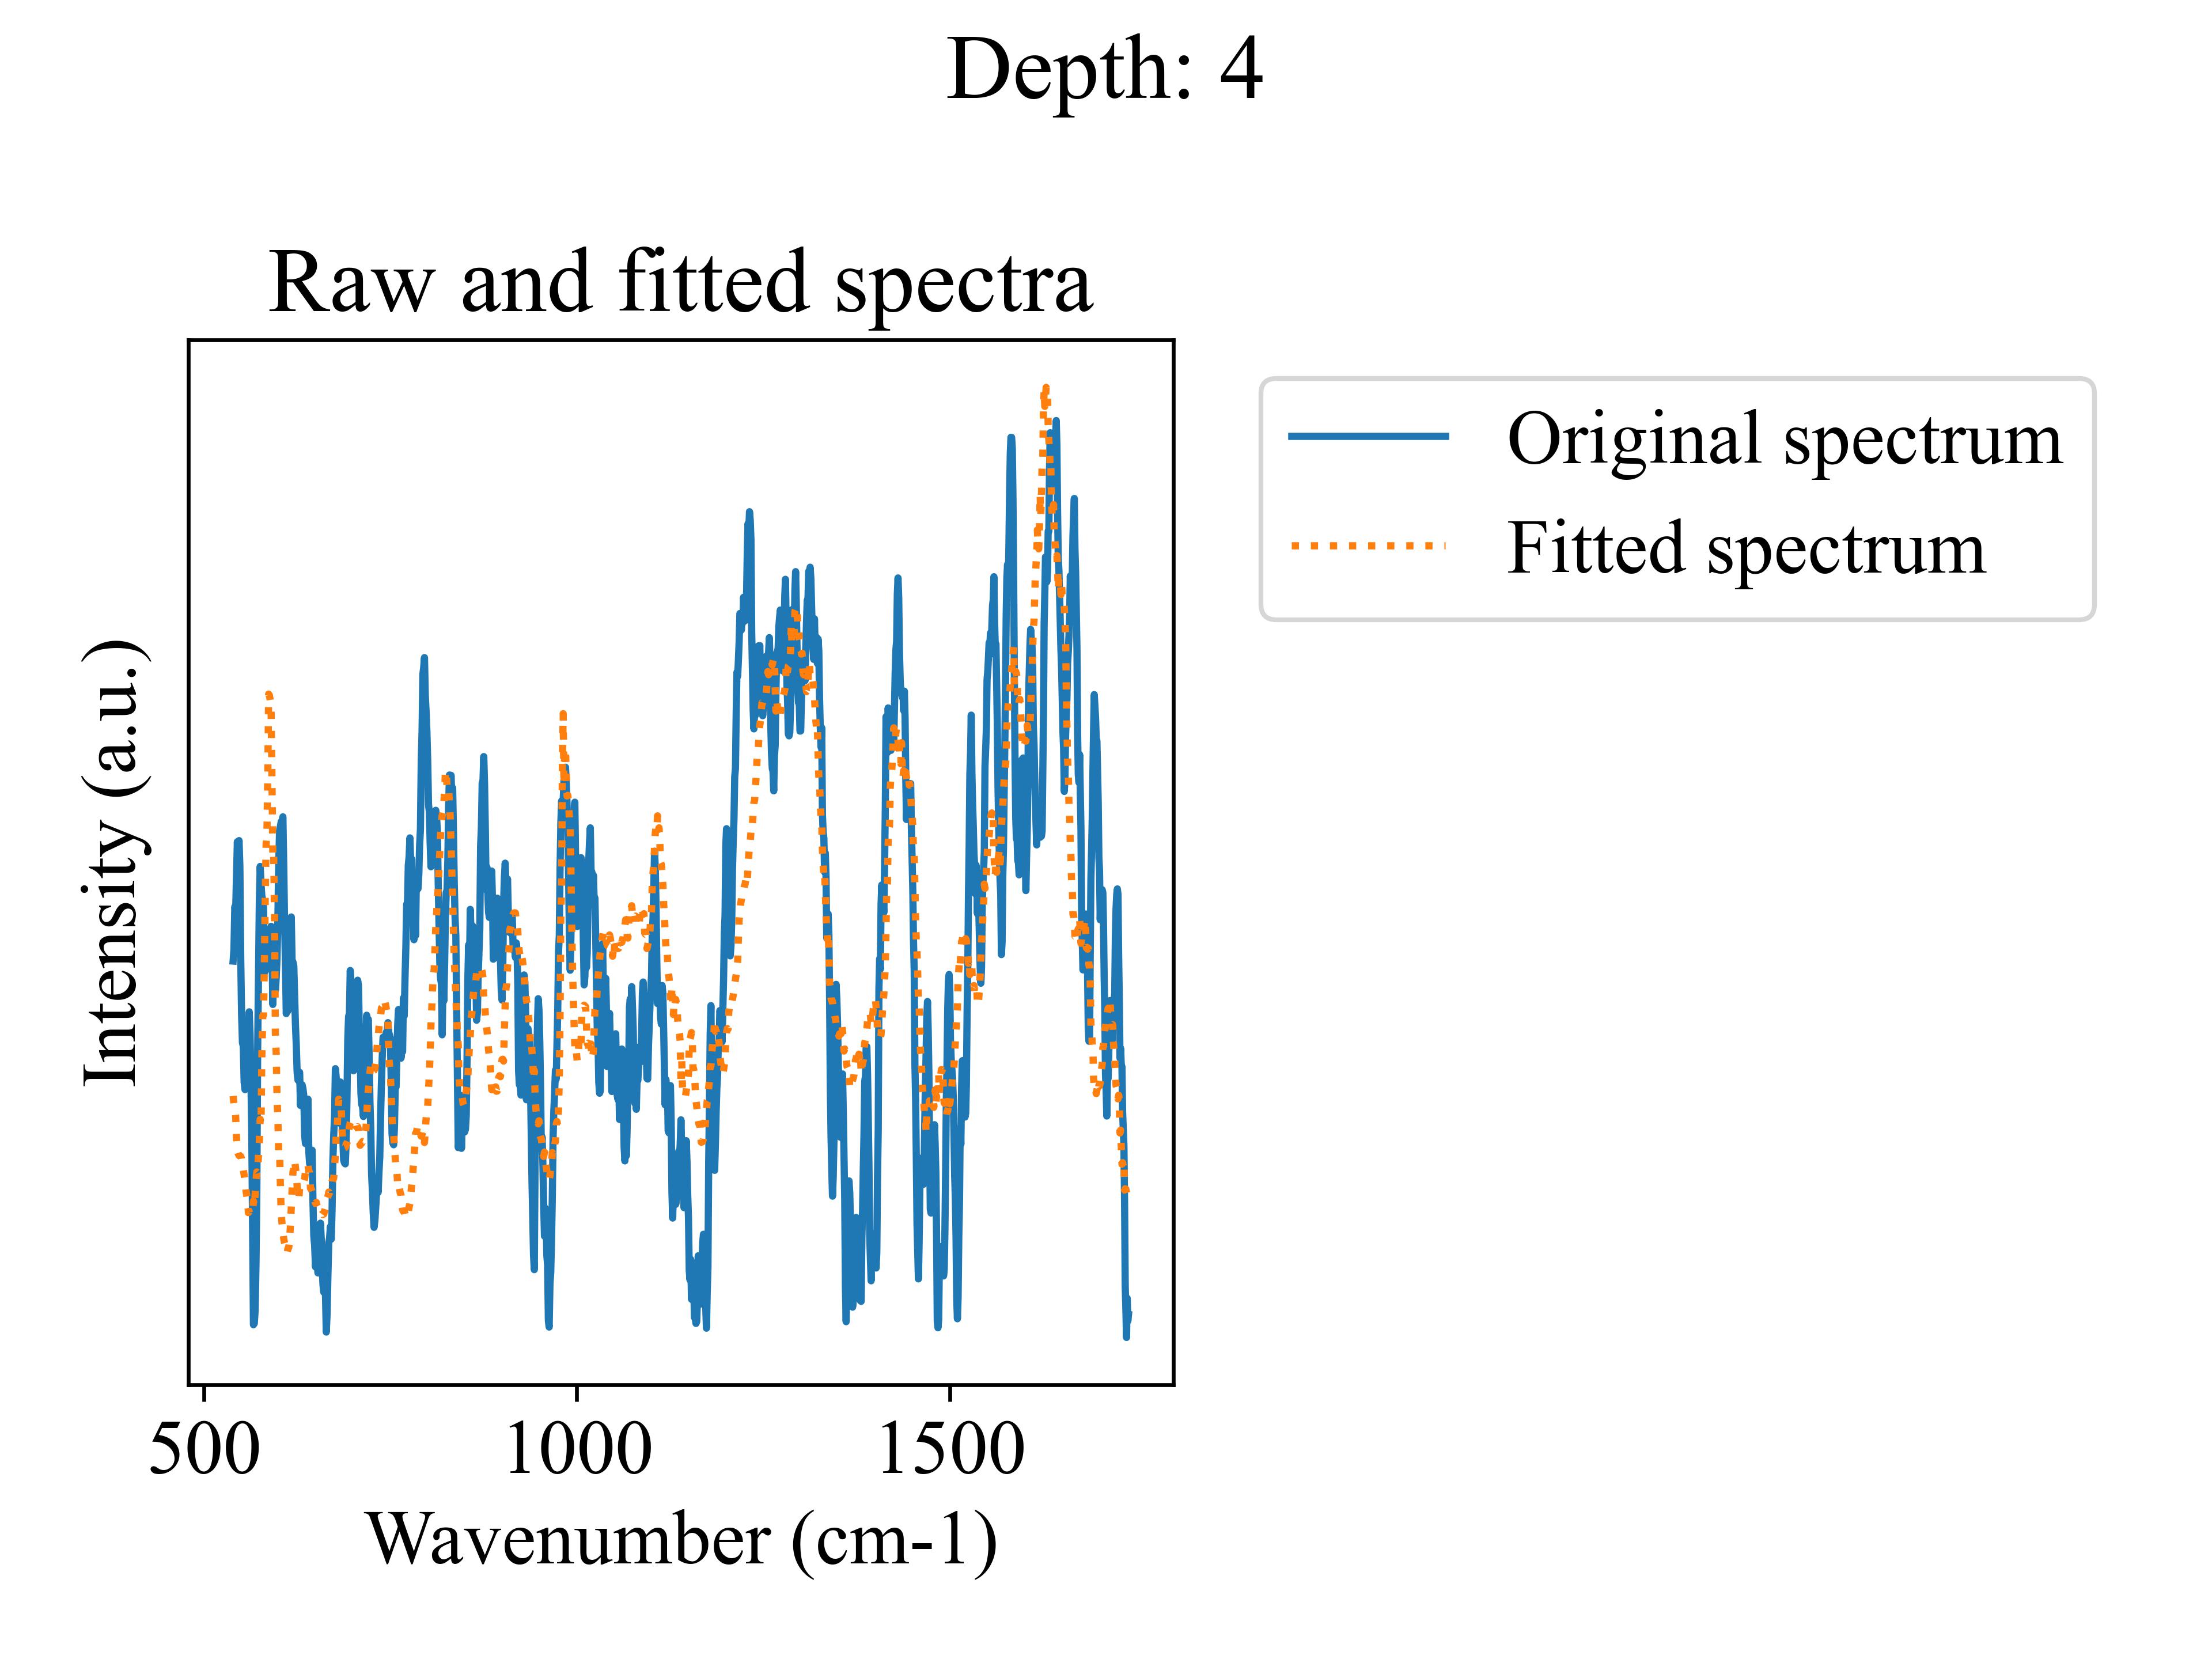 Depth: 4
Raw and fitted spectra
Original spectrum
Fitted spectrum
Intensity (a.u.)
500 1000 1500
Wavenumber (cm-1)